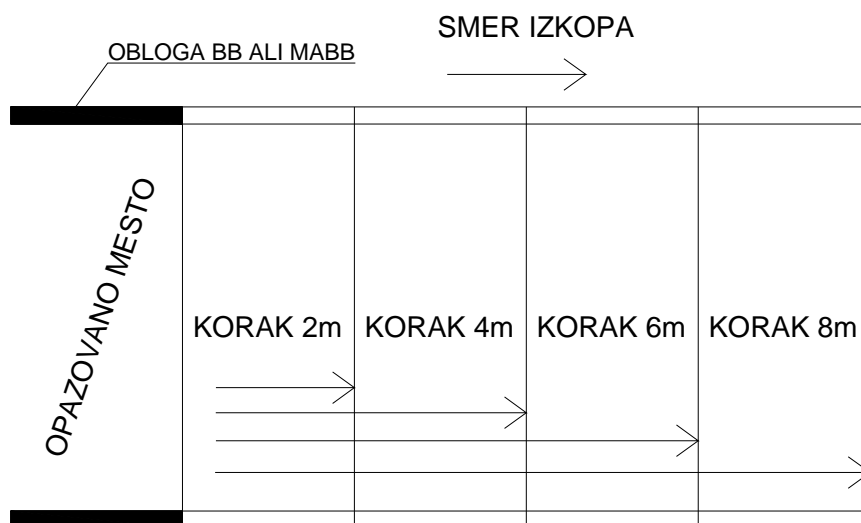 SMER IZKOPA
OBLOGA BB ALI MABB
OPAZOVANO MESTO
KORAK 2m
KORAK 4m
KORAK 6m
KORAK 8m